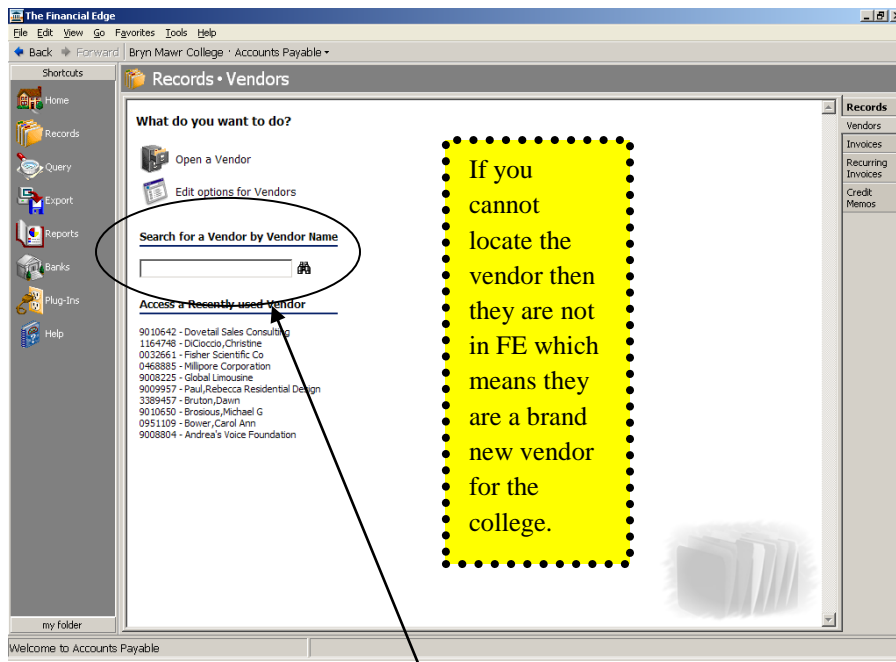 The Financial Edge
File Edit View Go Favorites Tools Help
Back Forward Bryn Mawr College · Accounts Payable
Shortcuts
Records • Vendors
Home
Records
Query
Export
Reports
Banks
Plug-Ins
Help
my folder
What do you want to do?
Open a Vendor
Edit options for Vendors
Search for a Vendor by Vendor Name
Access a Recently used Vendor
9010642 - Dovetail Sales Consulting
1164748 - DiCioccio,Christine
0032661 - Fisher Scientific Co
0468885 - Millipore Corporation
9008225 - Global Limousine
9009957 - Paul,Rebecca Residential Design
3389457 - Bruton,Dawn
9010650 - Brosious,Michael G
0951109 - Bower,Carol Ann
9008804 - Andrea's Voice Foundation
If you
cannot
locate the
vendor then
they are not
in FE which
means they
are a brand
new vendor
for the
college.
Records
Vendors
Invoices
Recurring
Invoices
Credit
Memos
Welcome to Accounts Payable